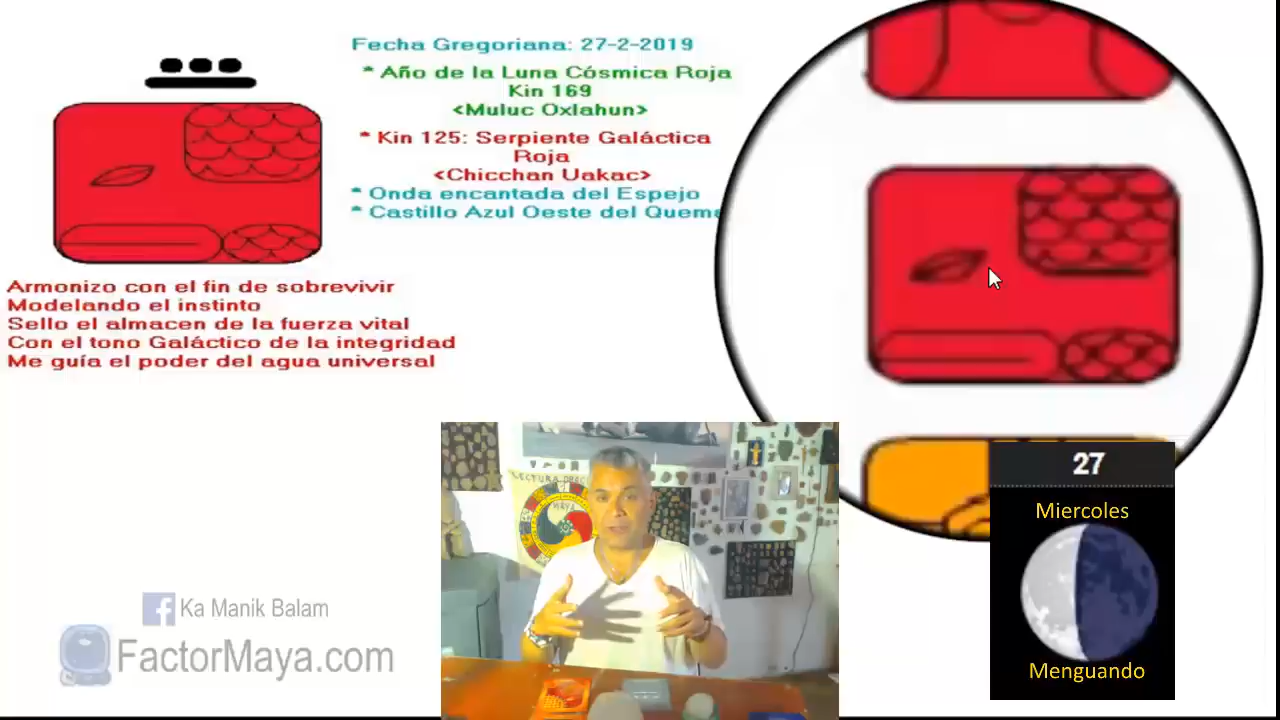 Fecha Gregoriana: 27-2-2019
* Año de la Luna Cósmica Roja
Kin 169
<Muluc Oxlahun>
* Kin 125: Serpiente Galáctica
Roja
<Chicchan Uakac>
* Onda encantada del Espejo
* Castillo Azul Oeste del Quema
Armonizo con el fin de sobrevivir
Modelando el instinto
Sello el almacen de la fuerza vital
Con el tono Galáctico de la integridad
Me guía el poder del agua universal
LECTURA
MAYA
27
Miercoles
Menguando
Ka Manik Balam
FactorMaya.com